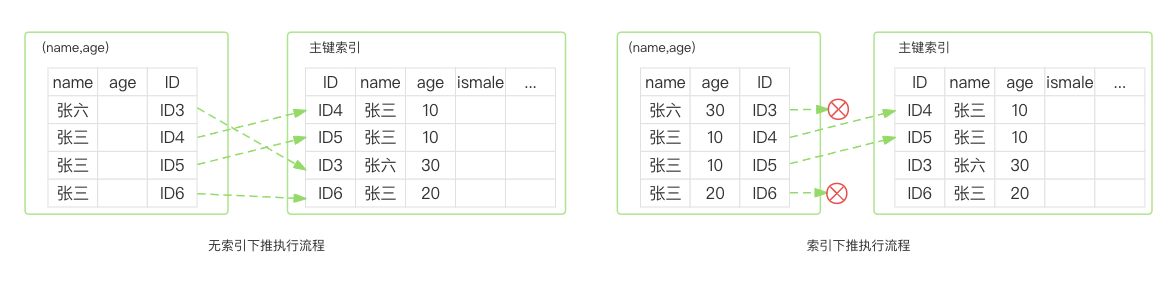 (name,age)
name age ID
张六 ID3
张三 ID4
张三 ID5
张三 ID6
主键索引
ID name age ismale ...
ID4 张三 10
ID5 张三 10
ID3 张六 30
ID6 张三 20
无索引下推执行流程
(name,age)
name age ID
张六 30 ID3
张三 10 ID4
张三 10 ID5
张三 20 ID6
主键索引
ID name age ismale ...
ID4 张三 10
ID5 张三 10
ID3 张六 30
ID6 张三 20
索引下推执行流程